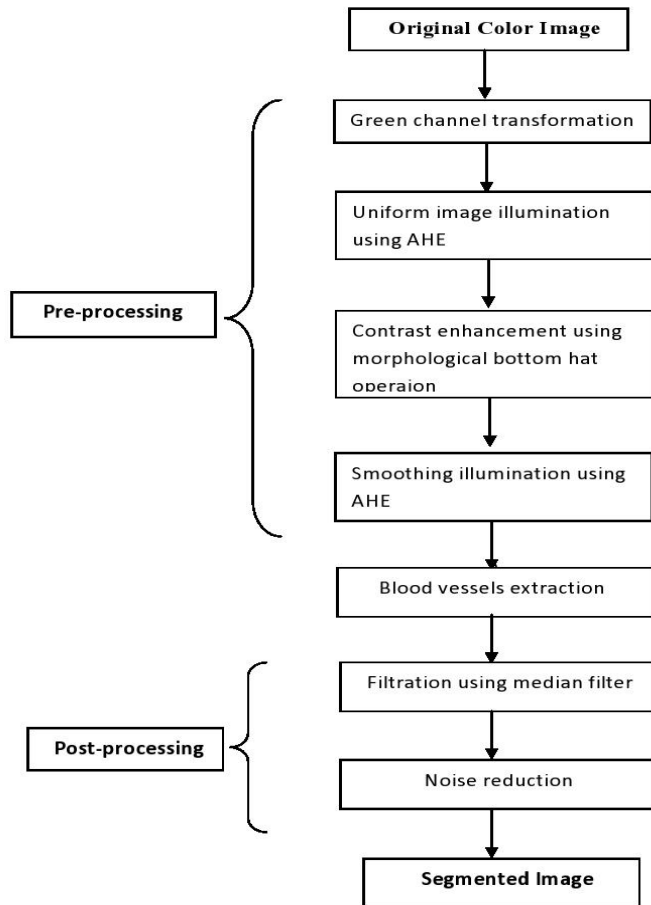 Original Color Image
Green channel transformation
Uniform image illumination
using AHE
Pre-processing
Contrast enhancement using
morphological bottom hat
operaion
Smoothing illumination using
AHE
Blood vessels extraction
Filtration using median filter
Post-processing
Noise reduction
Segmented Image